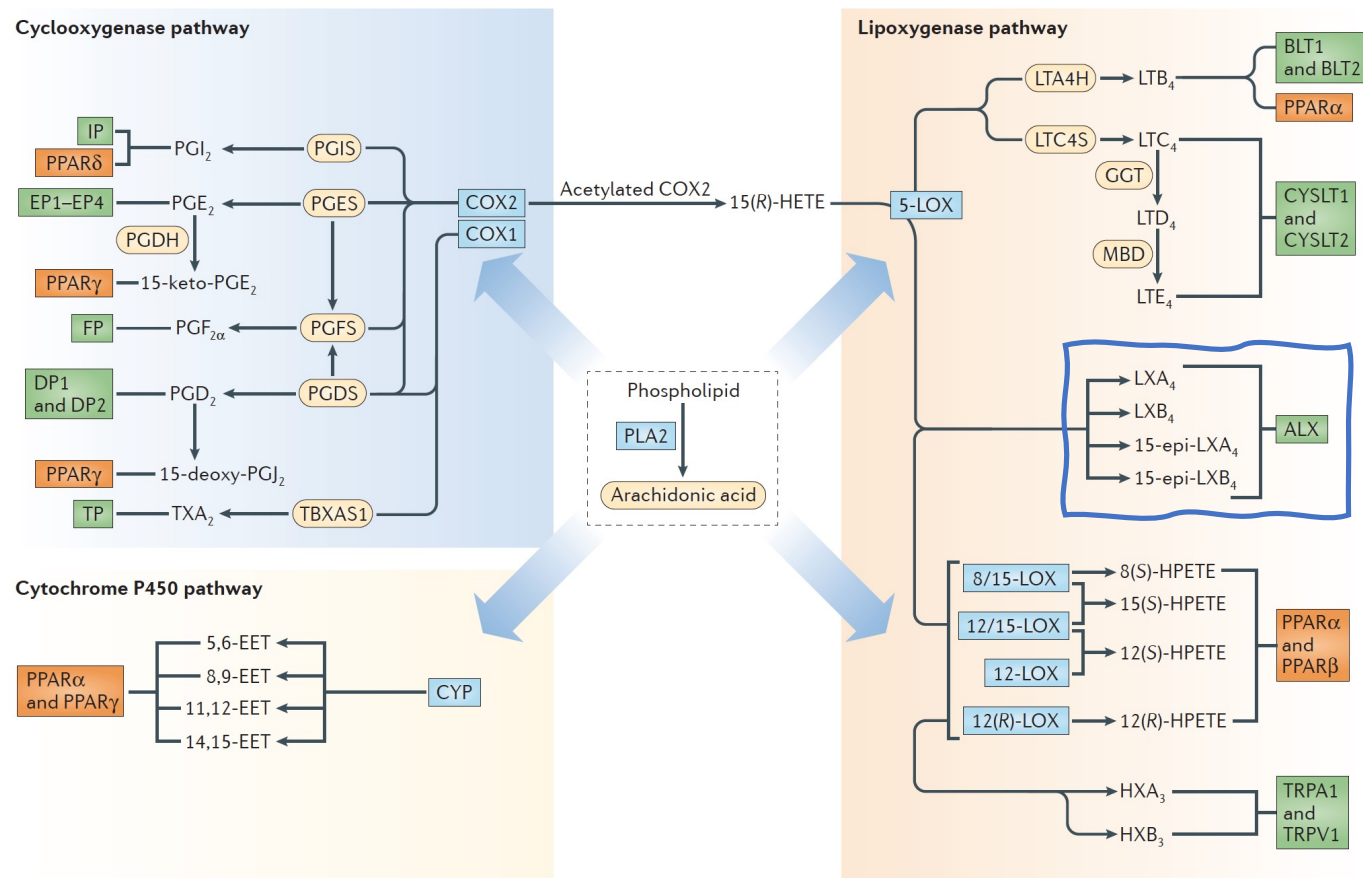 Cyclooxygenase pathway
IP
PPARδ
PGI₂
PGIS
EP1–EP4
PGE₂
PGES
COX2
COX1
PGDH
PPARγ
15-keto-PGE₂
FP
PGF₂α
PGFS
DP1
and DP2
PGD₂
PGDS
PPARγ
15-deoxy-PGJ₂
TP
TXA₂
TBXAS1
Acetylated COX2
15(R)-HETE
Phospholipid
PLA2
Arachidonic acid
Cytochrome P450 pathway
PPARα
and PPARγ
5,6-EET
8,9-EET
11,12-EET
14,15-EET
CYP
Lipoxygenase pathway
5-LOX
LTA4H
LTB₄
BLT1
and BLT2
PPARα
LTC4S
LTC₄
GGT
LTD₄
MBD
LTE₄
CYSLT1
and
CYSLT2
LXA₄
LXB₄
15-epi-LXA₄
15-epi-LXB₄
ALX
8/15-LOX
8(S)-HPETE
15(S)-HPETE
12/15-LOX
12(S)-HPETE
12-LOX
12(R)-LOX
12(R)-HPETE
PPARα
and
PPARβ
HXA₃
HXB₃
TRPA1
and
TRPV1